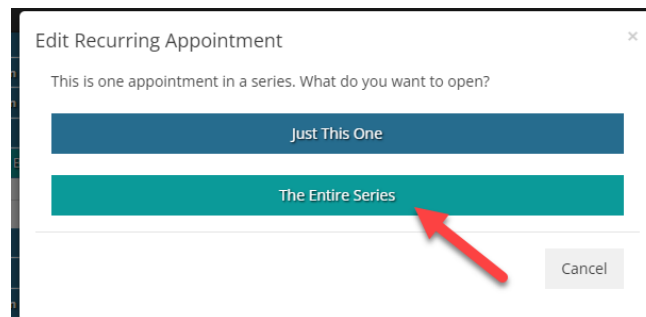 Edit Recurring Appointment
×
This is one appointment in a series. What do you want to open?
Just This One
The Entire Series
Cancel